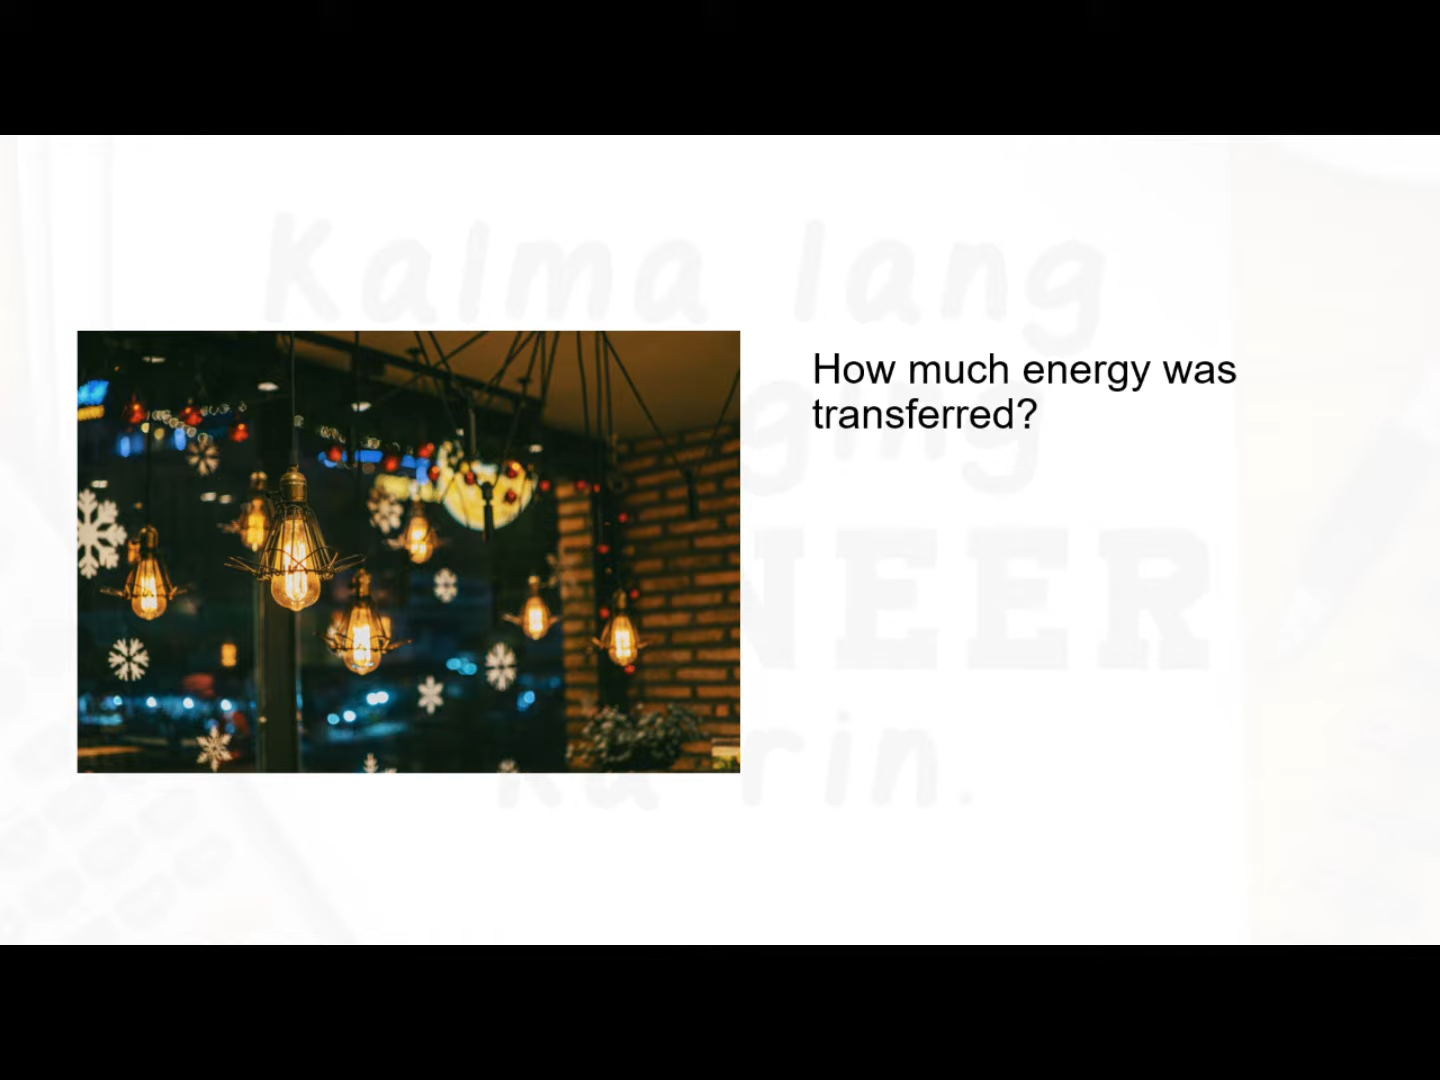 Kalma lang
How much energy was
transferred?
NEER
rin.